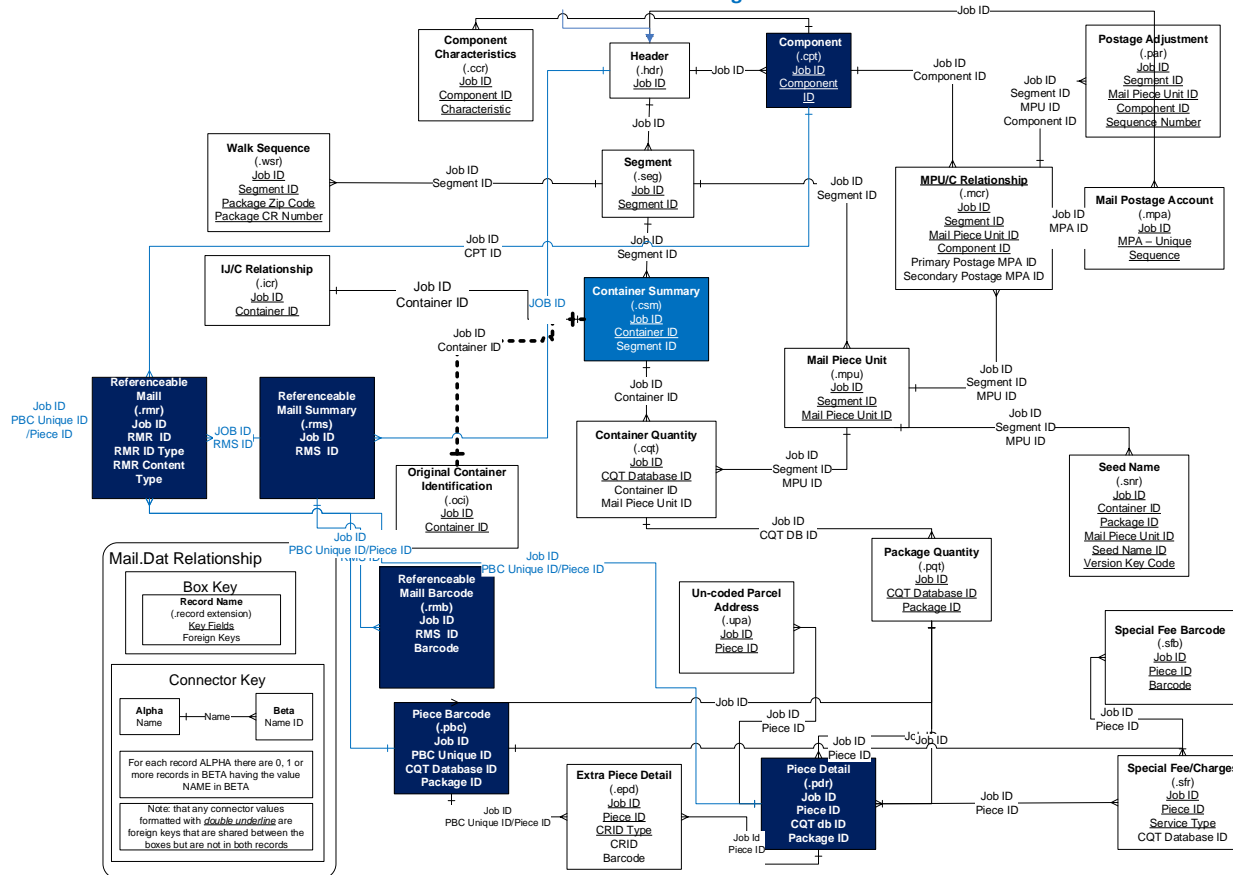 Job ID
Component
Characteristics
(.ccr)
Job ID
Component ID
Characteristic
Header
(.hdr)
Job ID
Job ID
Component
(.cpt)
Job ID
Component
ID
Job ID
Component ID
Job ID
Segment ID
MPU ID
Component ID
Postage Adjustment
(.par)
Job ID
Segment ID
Mail Piece Unit ID
Component ID
Sequence Number
Job ID
Walk Sequence
(.wsr)
Job ID
Segment ID
Package Zip Code
Package CR Number
Job ID
Segment ID
Segment
(.seg)
Job ID
Segment ID
Job ID
Segment ID
MPU/C Relationship
(.mcr)
Job ID
Segment ID
Mail Piece Unit ID
Component ID
Primary Postage MPA ID
Secondary Postage MPA ID
Job ID
MPA ID
Mail Postage Account
(.mpa)
Job ID
MPA – Unique
Sequence
Job ID
CPT ID
Job ID
Segment ID
IJ/C Relationship
(.icr)
Job ID
Container ID
Job ID
Container ID
JOB ID
Container Summary
(.csm)
Job ID
Container ID
Segment ID
Job ID
Container ID
Job ID
Container ID
Mail Piece Unit
(.mpu)
Job ID
Segment ID
Mail Piece Unit ID
Job ID
Segment ID
MPU ID
Job ID
PBC Unique ID
/Piece ID
Referenceable
Maill
(.rmr)
Job ID
RMR ID
RMR ID Type
RMR Content
Type
JOB ID
RMS ID
Referenceable
Maill Summary
(.rms)
Job ID
RMS ID
Job ID
Segment ID
MPU ID
Container Quantity
(.cqt)
Job ID
CQT Database ID
Container ID
Mail Piece Unit ID
Job ID
Segment ID
MPU ID
Original Container
Identification
(.oci)
Job ID
Container ID
Seed Name
(.snr)
Job ID
Container ID
Package ID
Mail Piece Unit ID
Seed Name ID
Version Key Code
Job ID
CQT DB ID
Job ID
PBC Unique ID/Piece ID
RMS ID
Job ID
PBC Unique ID/Piece ID
Package Quantity
(.pqt)
Job ID
CQT Database ID
Package ID
Mail.Dat Relationship
Box Key
Record Name
(.record extension)
Key Fields
Foreign Keys
Connector Key
Alpha
Name
Name
Beta
Name ID
For each record ALPHA there are 0, 1 or
more records in BETA having the value
NAME in BETA
Note: that any connector values
formatted with double underline are
foreign keys that are shared between the
boxes but are not in both records
Referenceable
Maill Barcode
(.rmb)
Job ID
RMS ID
Barcode
Un-coded Parcel
Address
(.upa)
Job ID
Piece ID
Special Fee Barcode
(.sfb)
Job ID
Piece ID
Barcode
Job ID
Piece Barcode
(.pbc)
Job ID
PBC Unique ID
CQT Database ID
Package ID
Job ID
Piece ID
Job ID
Piece ID
Job ID
Job ID
Piece ID
Job ID
PBC Unique ID/Piece ID
Extra Piece Detail
(.epd)
Job ID
Piece ID
CRID Type
CRID
Barcode
Job Id
Piece ID
Piece Detail
(.pdr)
Job ID
Piece ID
CQT db ID
Package ID
Job ID
Piece ID
Special Fee/Charges
(.sfr)
Job ID
Piece ID
Service Type
CQT Database ID